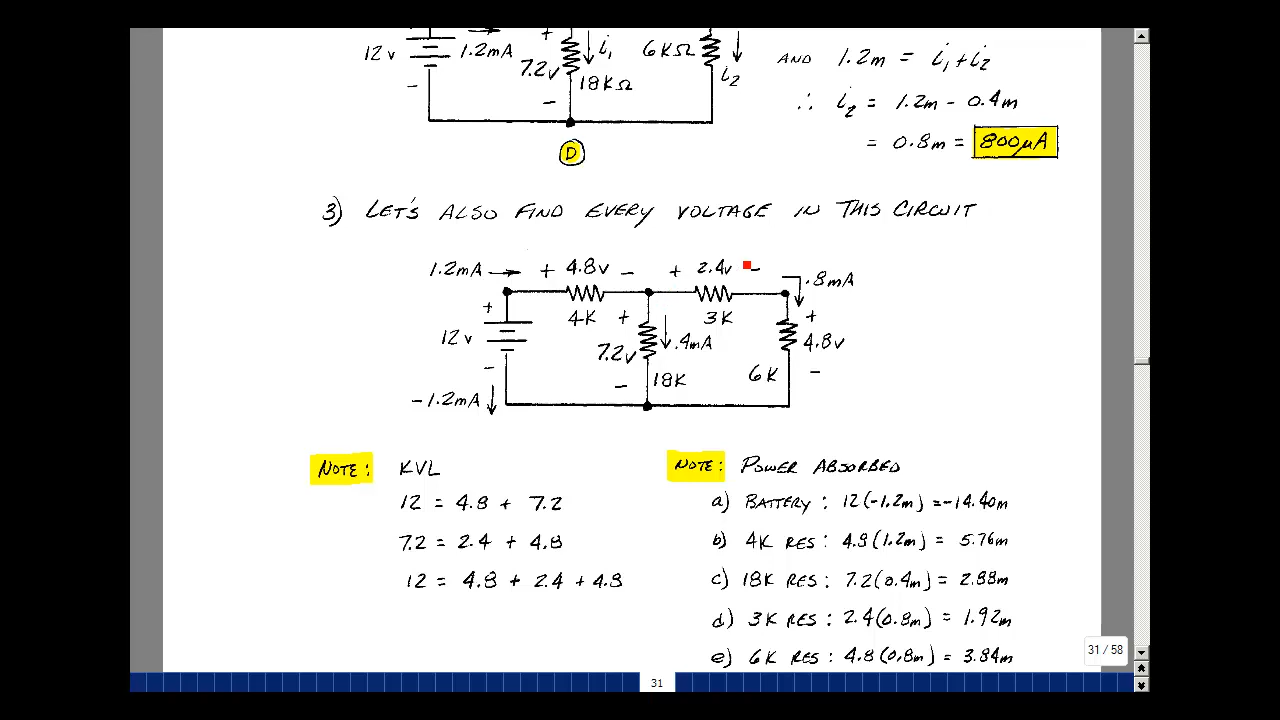 12v
1.2mA
+
i1
6KΩ
7.2v
18KΩ
i2
-
-
D
AND 1.2m = i1+i2
∴ i2 = 1.2m - 0.4m
= 0.8m = 800μA
3) LET'S ALSO FIND EVERY VOLTAGE IN THIS CIRCUIT
1.2mA + 4.8v - + 2.4v - .8mA
+ 4K + 3K +
12v 7.2v .4mA 4.8v
- - 18K 6K -
-1.2mA
NOTE: KVL
12 = 4.8 + 7.2
7.2 = 2.4 + 4.8
12 = 4.8 + 2.4 + 4.8
NOTE: POWER ABSORBED
a) BATTERY: 12(-1.2m) = -14.40m
b) 4K RES: 4.8(1.2m) = 5.76m
c) 18K RES: 7.2(0.4m) = 2.88m
d) 3K RES: 2.4(0.8m) = 1.92m
e) 6K RES: 4.8(0.8m) = 3.84m
31 / 58
31